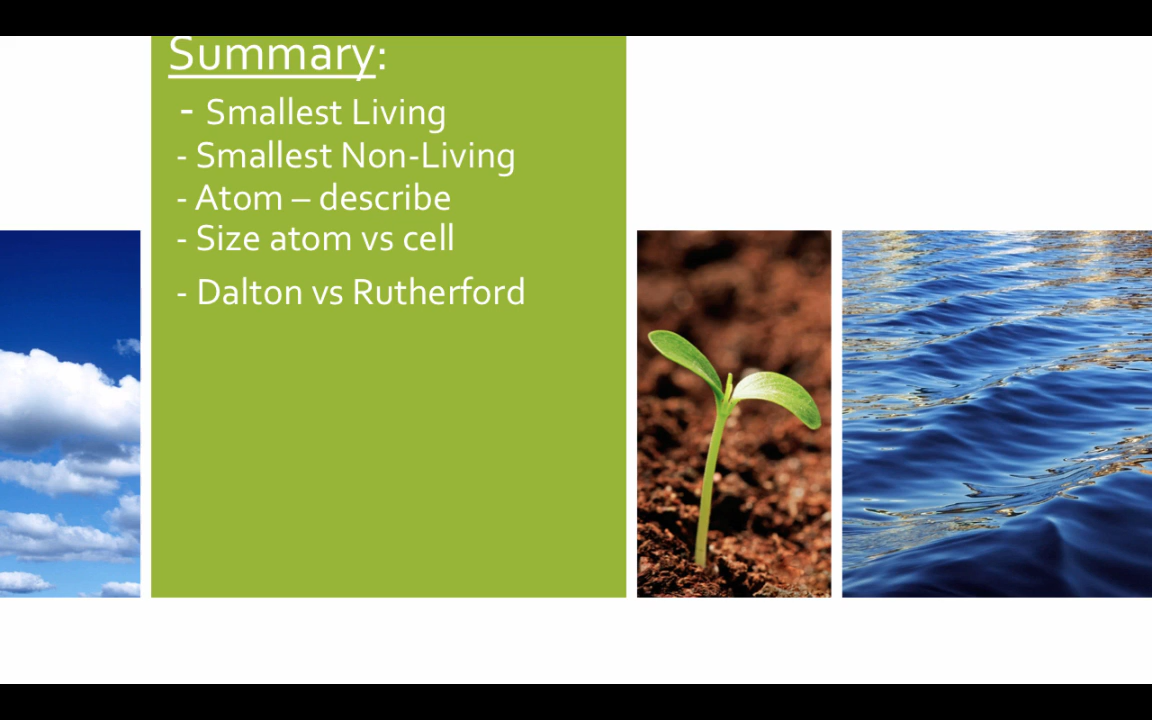 Summary:
- Smallest Living
- Smallest Non-Living
- Atom – describe
- Size atom vs cell
- Dalton vs Rutherford